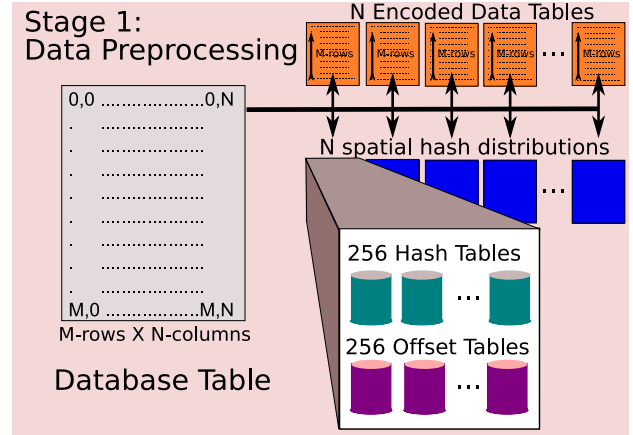 Stage 1:
Data Preprocessing
N Encoded Data Tables
M-rows M-rows M-rows M-rows ... M-rows
0,0 ........................0,N
. ............................
. ............................
. ............................
. ............................
. ............................
. ............................
. ............................
. ............................
M,0 ......................M,N
M-rows X N-columns
Database Table
N spatial hash distributions
...
256 Hash Tables
...
256 Offset Tables
...